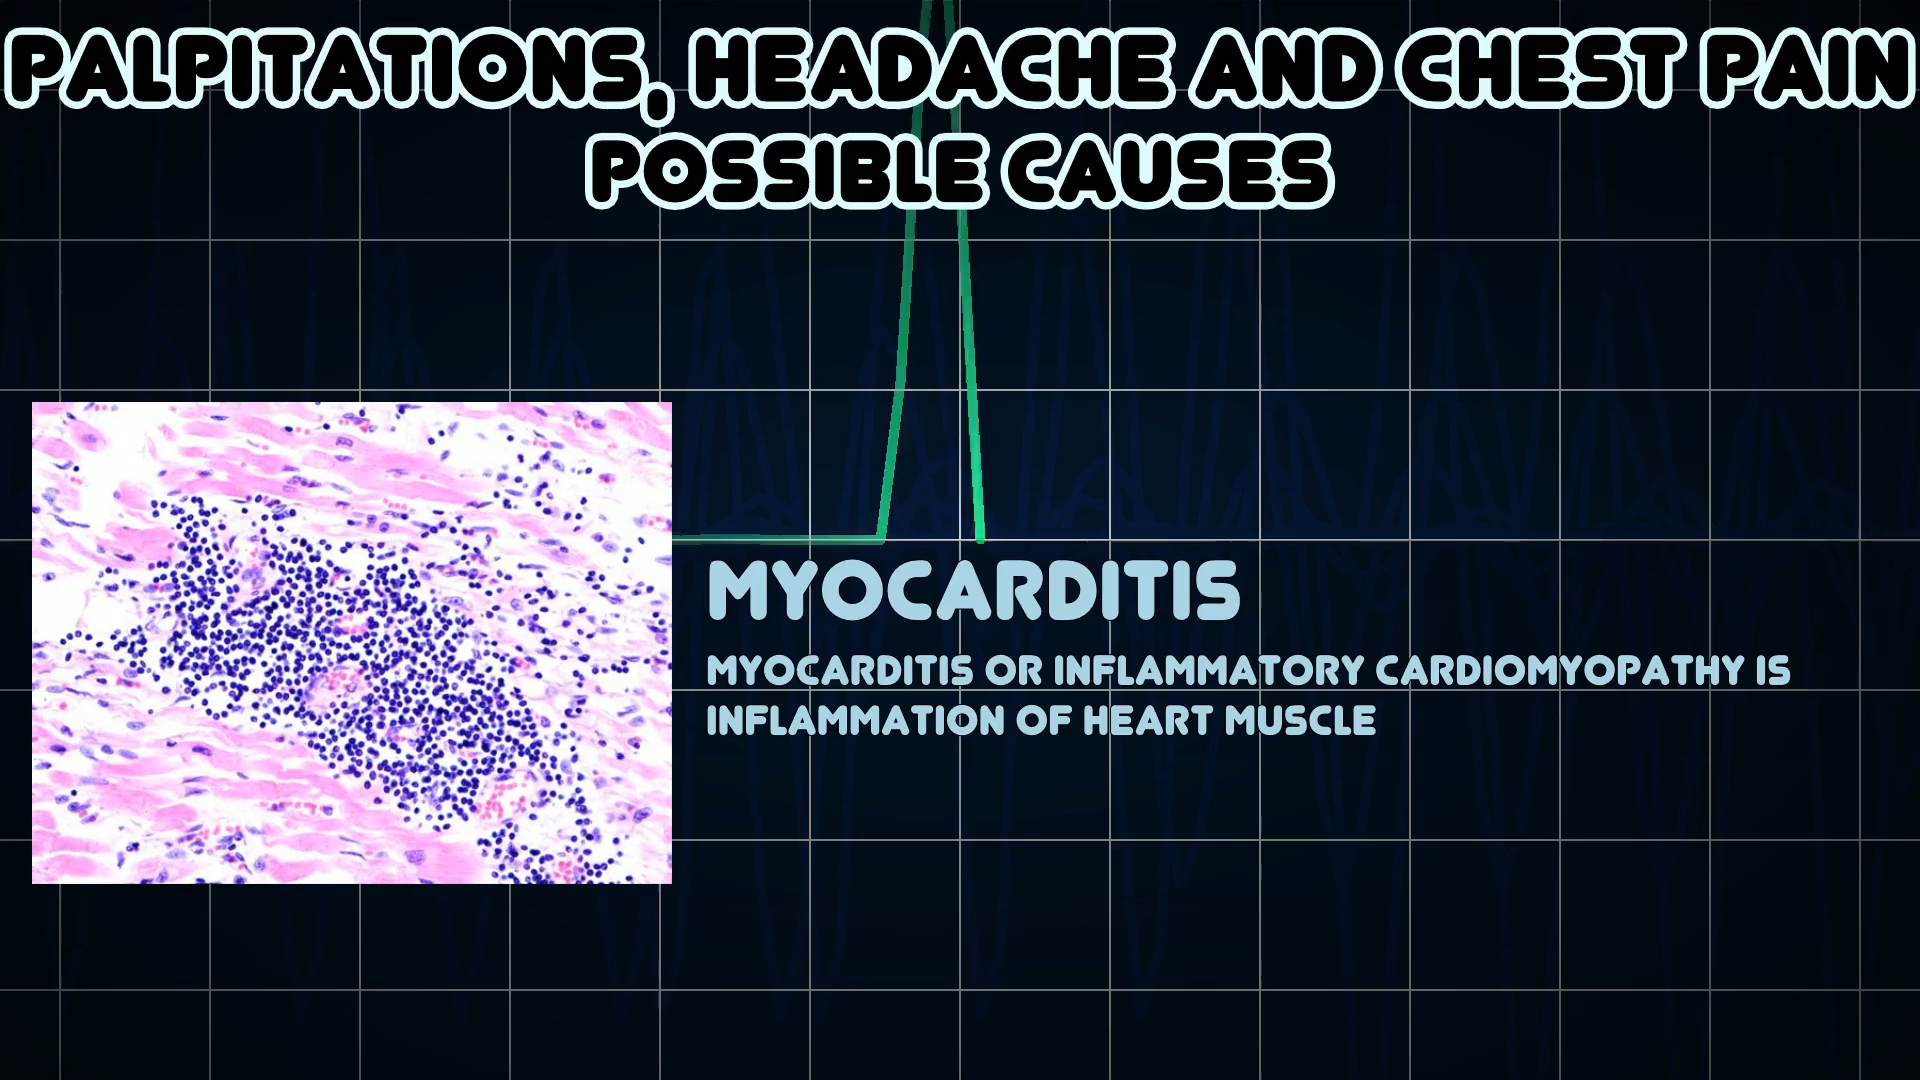 PALPITATIONS, HEADACHE AND CHEST PAIN
POSSIBLE CAUSES
MYOCARDITIS
MYOCARDITIS OR INFLAMMATORY CARDIOMYOPATHY IS
INFLAMMATION OF HEART MUSCLE